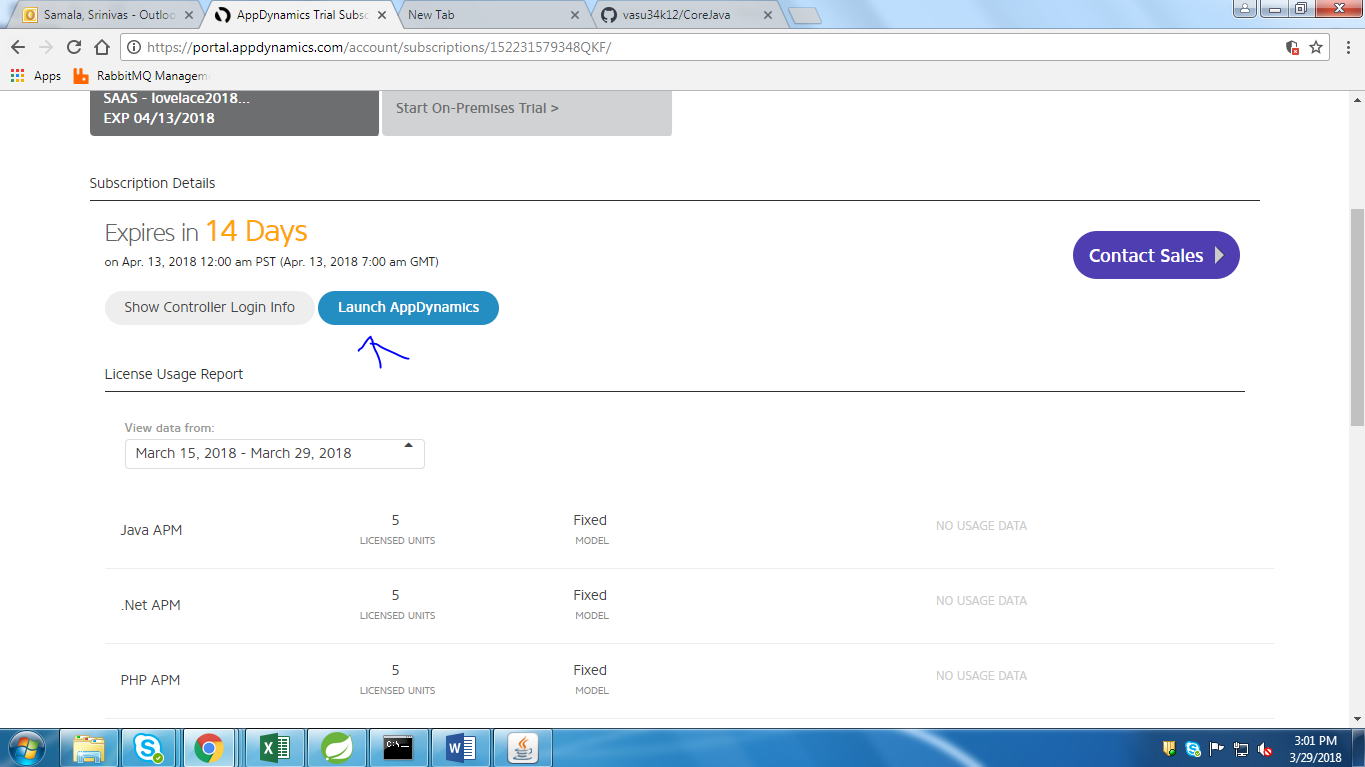 Samala, Srinivas - Outloo
AppDynamics Trial Subsc
New Tab
vasu34k12/CoreJava
https://portal.appdynamics.com/account/subscriptions/152231579348QKF/
Apps
RabbitMQ Managem
SAAS - lovelace2018...
EXP 04/13/2018
Start On-Premises Trial >
Subscription Details
Expires in 14 Days
on Apr. 13, 2018 12:00 am PST (Apr. 13, 2018 7:00 am GMT)
Contact Sales
Show Controller Login Info
Launch AppDynamics
License Usage Report
View data from:
March 15, 2018 - March 29, 2018
Java APM
5
LICENSED UNITS
Fixed
MODEL
NO USAGE DATA
.Net APM
5
LICENSED UNITS
Fixed
MODEL
NO USAGE DATA
PHP APM
5
LICENSED UNITS
Fixed
MODEL
NO USAGE DATA
C:\
3:01 PM
3/29/2018